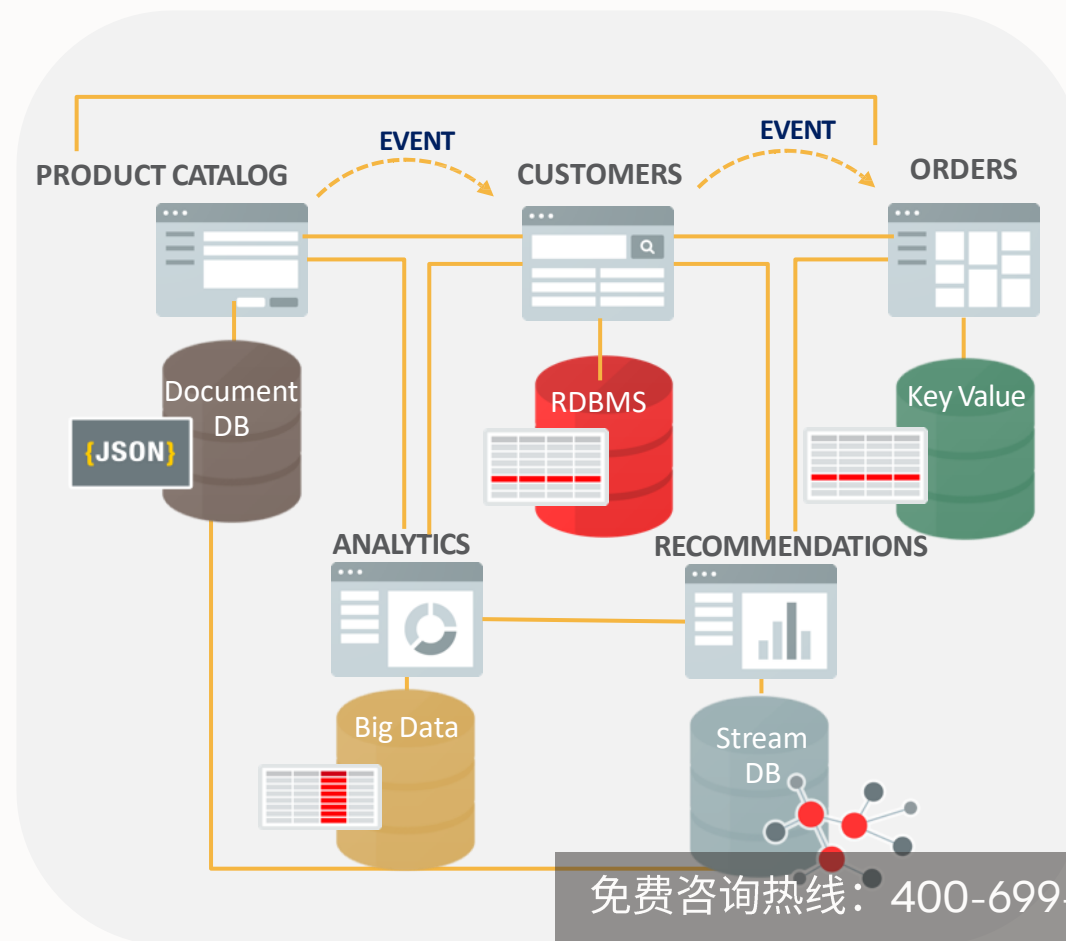 EVENT
EVENT
PRODUCT CATALOG
CUSTOMERS
ORDERS
Document
DB
{JSON}
RDBMS
Key Value
ANALYTICS
RECOMMENDATIONS
Big Data
Stream
DB
免费咨询热线：400-699-